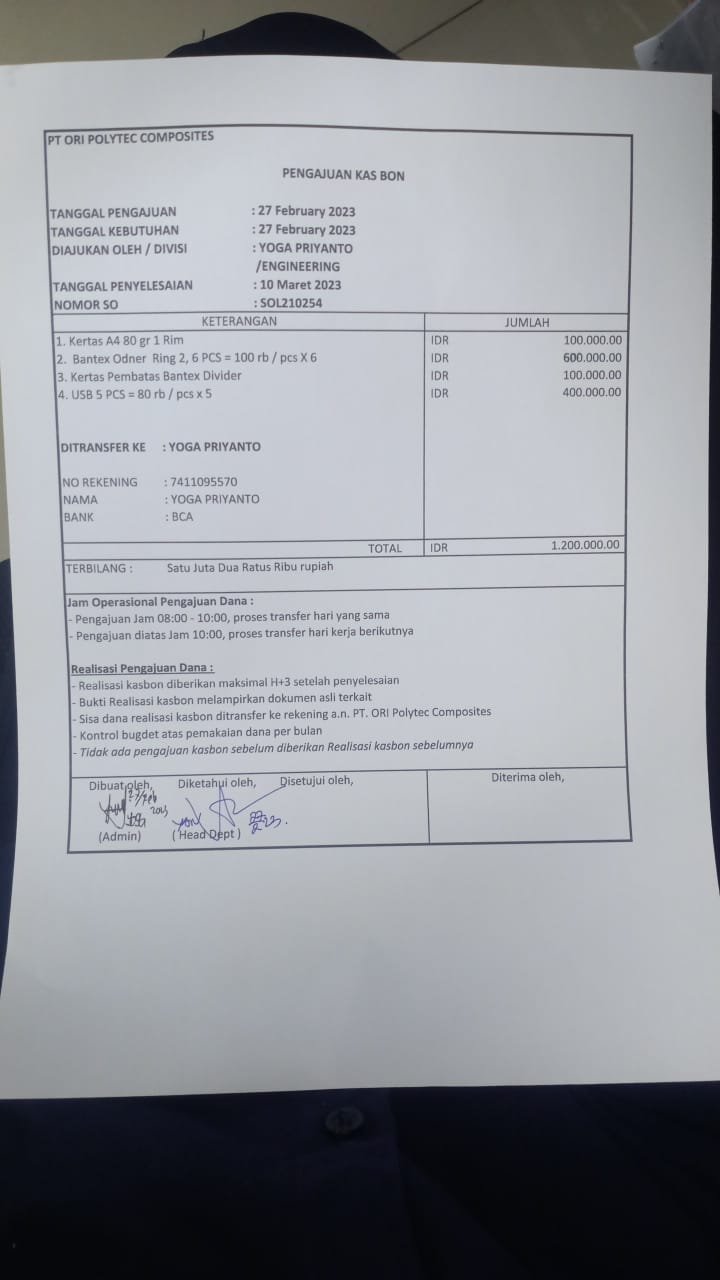 PT ORI POLYTEC COMPOSITES
PENGAJUAN KAS BON
TANGGAL PENGAJUAN : 27 February 2023
TANGGAL KEBUTUHAN : 27 February 2023
DIAJUKAN OLEH / DIVISI : YOGA PRIYANTO
/ENGINEERING
TANGGAL PENYELESAIAN : 10 Maret 2023
NOMOR SO : SOL210254
KETERANGAN JUMLAH
1. Kertas A4 80 gr 1 Rim IDR 100.000.00
2. Bantex Odner Ring 2, 6 PCS = 100 rb / pcs X 6 IDR 600.000.00
3. Kertas Pembatas Bantex Divider IDR 100.000.00
4. USB 5 PCS = 80 rb / pcs x 5 IDR 400.000.00
DITRANSFER KE : YOGA PRIYANTO
NO REKENING : 7411095570
NAMA : YOGA PRIYANTO
BANK : BCA
TOTAL IDR 1.200.000.00
TERBILANG : Satu Juta Dua Ratus Ribu rupiah
Jam Operasional Pengajuan Dana :
- Pengajuan Jam 08:00 - 10:00, proses transfer hari yang sama
- Pengajuan diatas Jam 10:00, proses transfer hari kerja berikutnya
Realisasi Pengajuan Dana :
- Realisasi kasbon diberikan maksimal H+3 setelah penyelesaian
- Bukti Realisasi kasbon melampirkan dokumen asli terkait
- Sisa dana realisasi kasbon ditransfer ke rekening a.n. PT. ORI Polytec Composites
- Kontrol bugdet atas pemakaian dana per bulan
- Tidak ada pengajuan kasbon sebelum diberikan Realisasi kasbon sebelumnya
Dibuat oleh, Diketahui oleh, Disetujui oleh, Diterima oleh,
27/Feb
2023
(Admin) ( Head Dept )